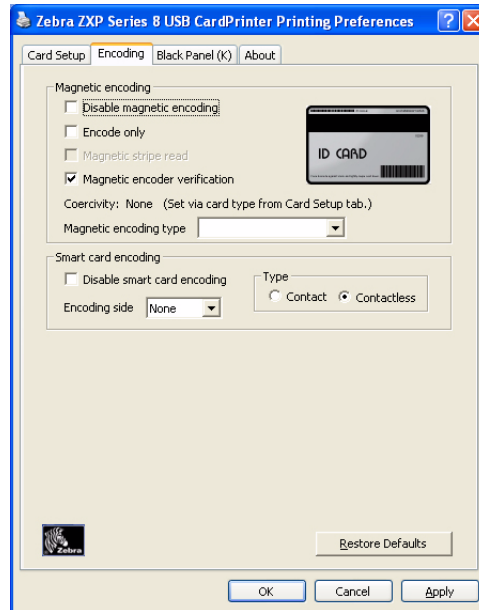 Zebra ZXP Series 8 USB CardPrinter Printing Preferences
Card Setup Encoding Black Panel (K) About
Magnetic encoding
Disable magnetic encoding
Encode only
Magnetic stripe read
ID CARD
Magnetic encoder verification
Coercivity: None (Set via card type from Card Setup tab.)
Magnetic encoding type
Smart card encoding
Disable smart card encoding
Type
Contact Contactless
Encoding side None
Zebra
Restore Defaults
OK Cancel Apply